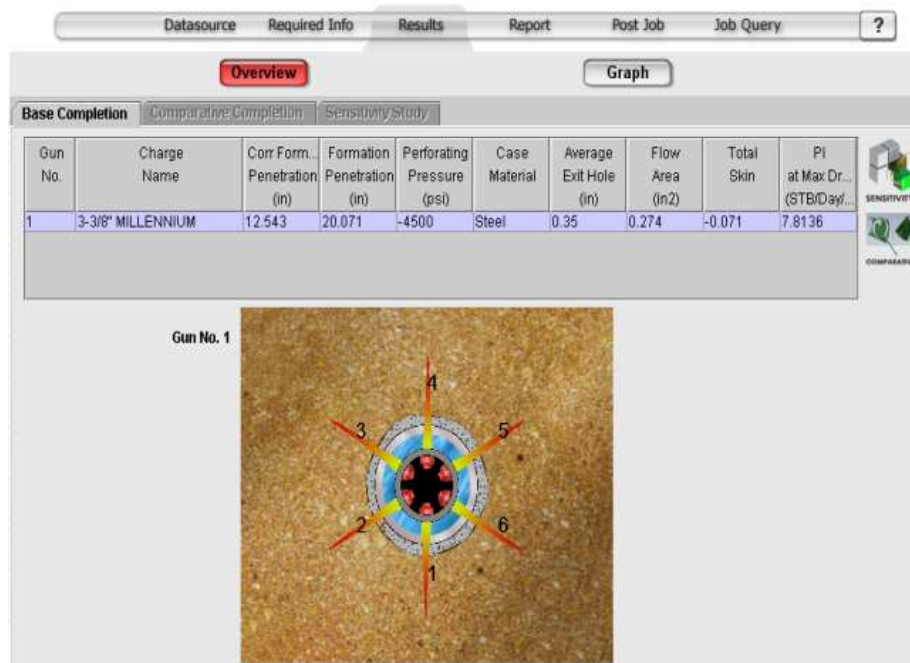 Datasource Required Info Results Report Post Job Job Query ?
Overview Graph
Base Completion Comparative Completion Sensitivity Study
Gun Charge Corr Form... Formation Perforating Case Average Flow Total PI
No. Name Penetration Penetration Pressure Material Exit Hole Area Skin at Max Dr...
(in) (in) (psi) (in) (in2) (STB/Day/...
1 3-3/8" MILLENNIUM 12.543 20.071 -4500 Steel 0.35 0.274 -0.071 7.8136
SENSITIVIT
COMPARATIV
Gun No. 1
4
3 5
2 6
1